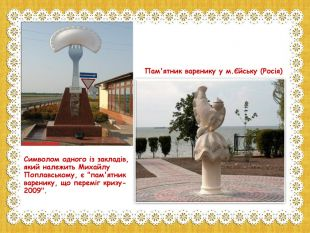 Пам'ятник варенику у м.Єйську (Росія)
Символом одного із закладів,
який належить Михайлу
Поплавському, є "пам'ятник
варенику, що переміг кризу-
2009".